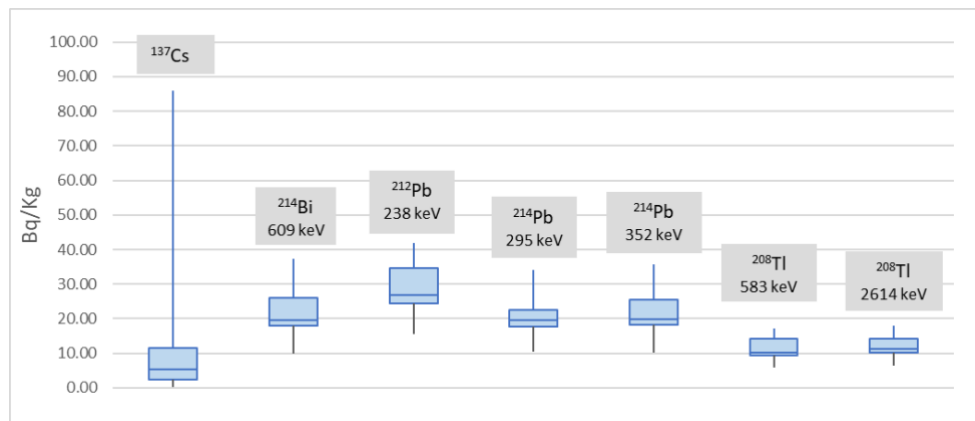 100.00
90.00
80.00
70.00
60.00
50.00
40.00
30.00
20.00
10.00
0.00
Bq/Kg
¹³⁷Cs
²¹⁴Bi
609 keV
²¹²Pb
238 keV
²¹⁴Pb
295 keV
²¹⁴Pb
352 keV
²⁰⁸Tl
583 keV
²⁰⁸Tl
2614 keV